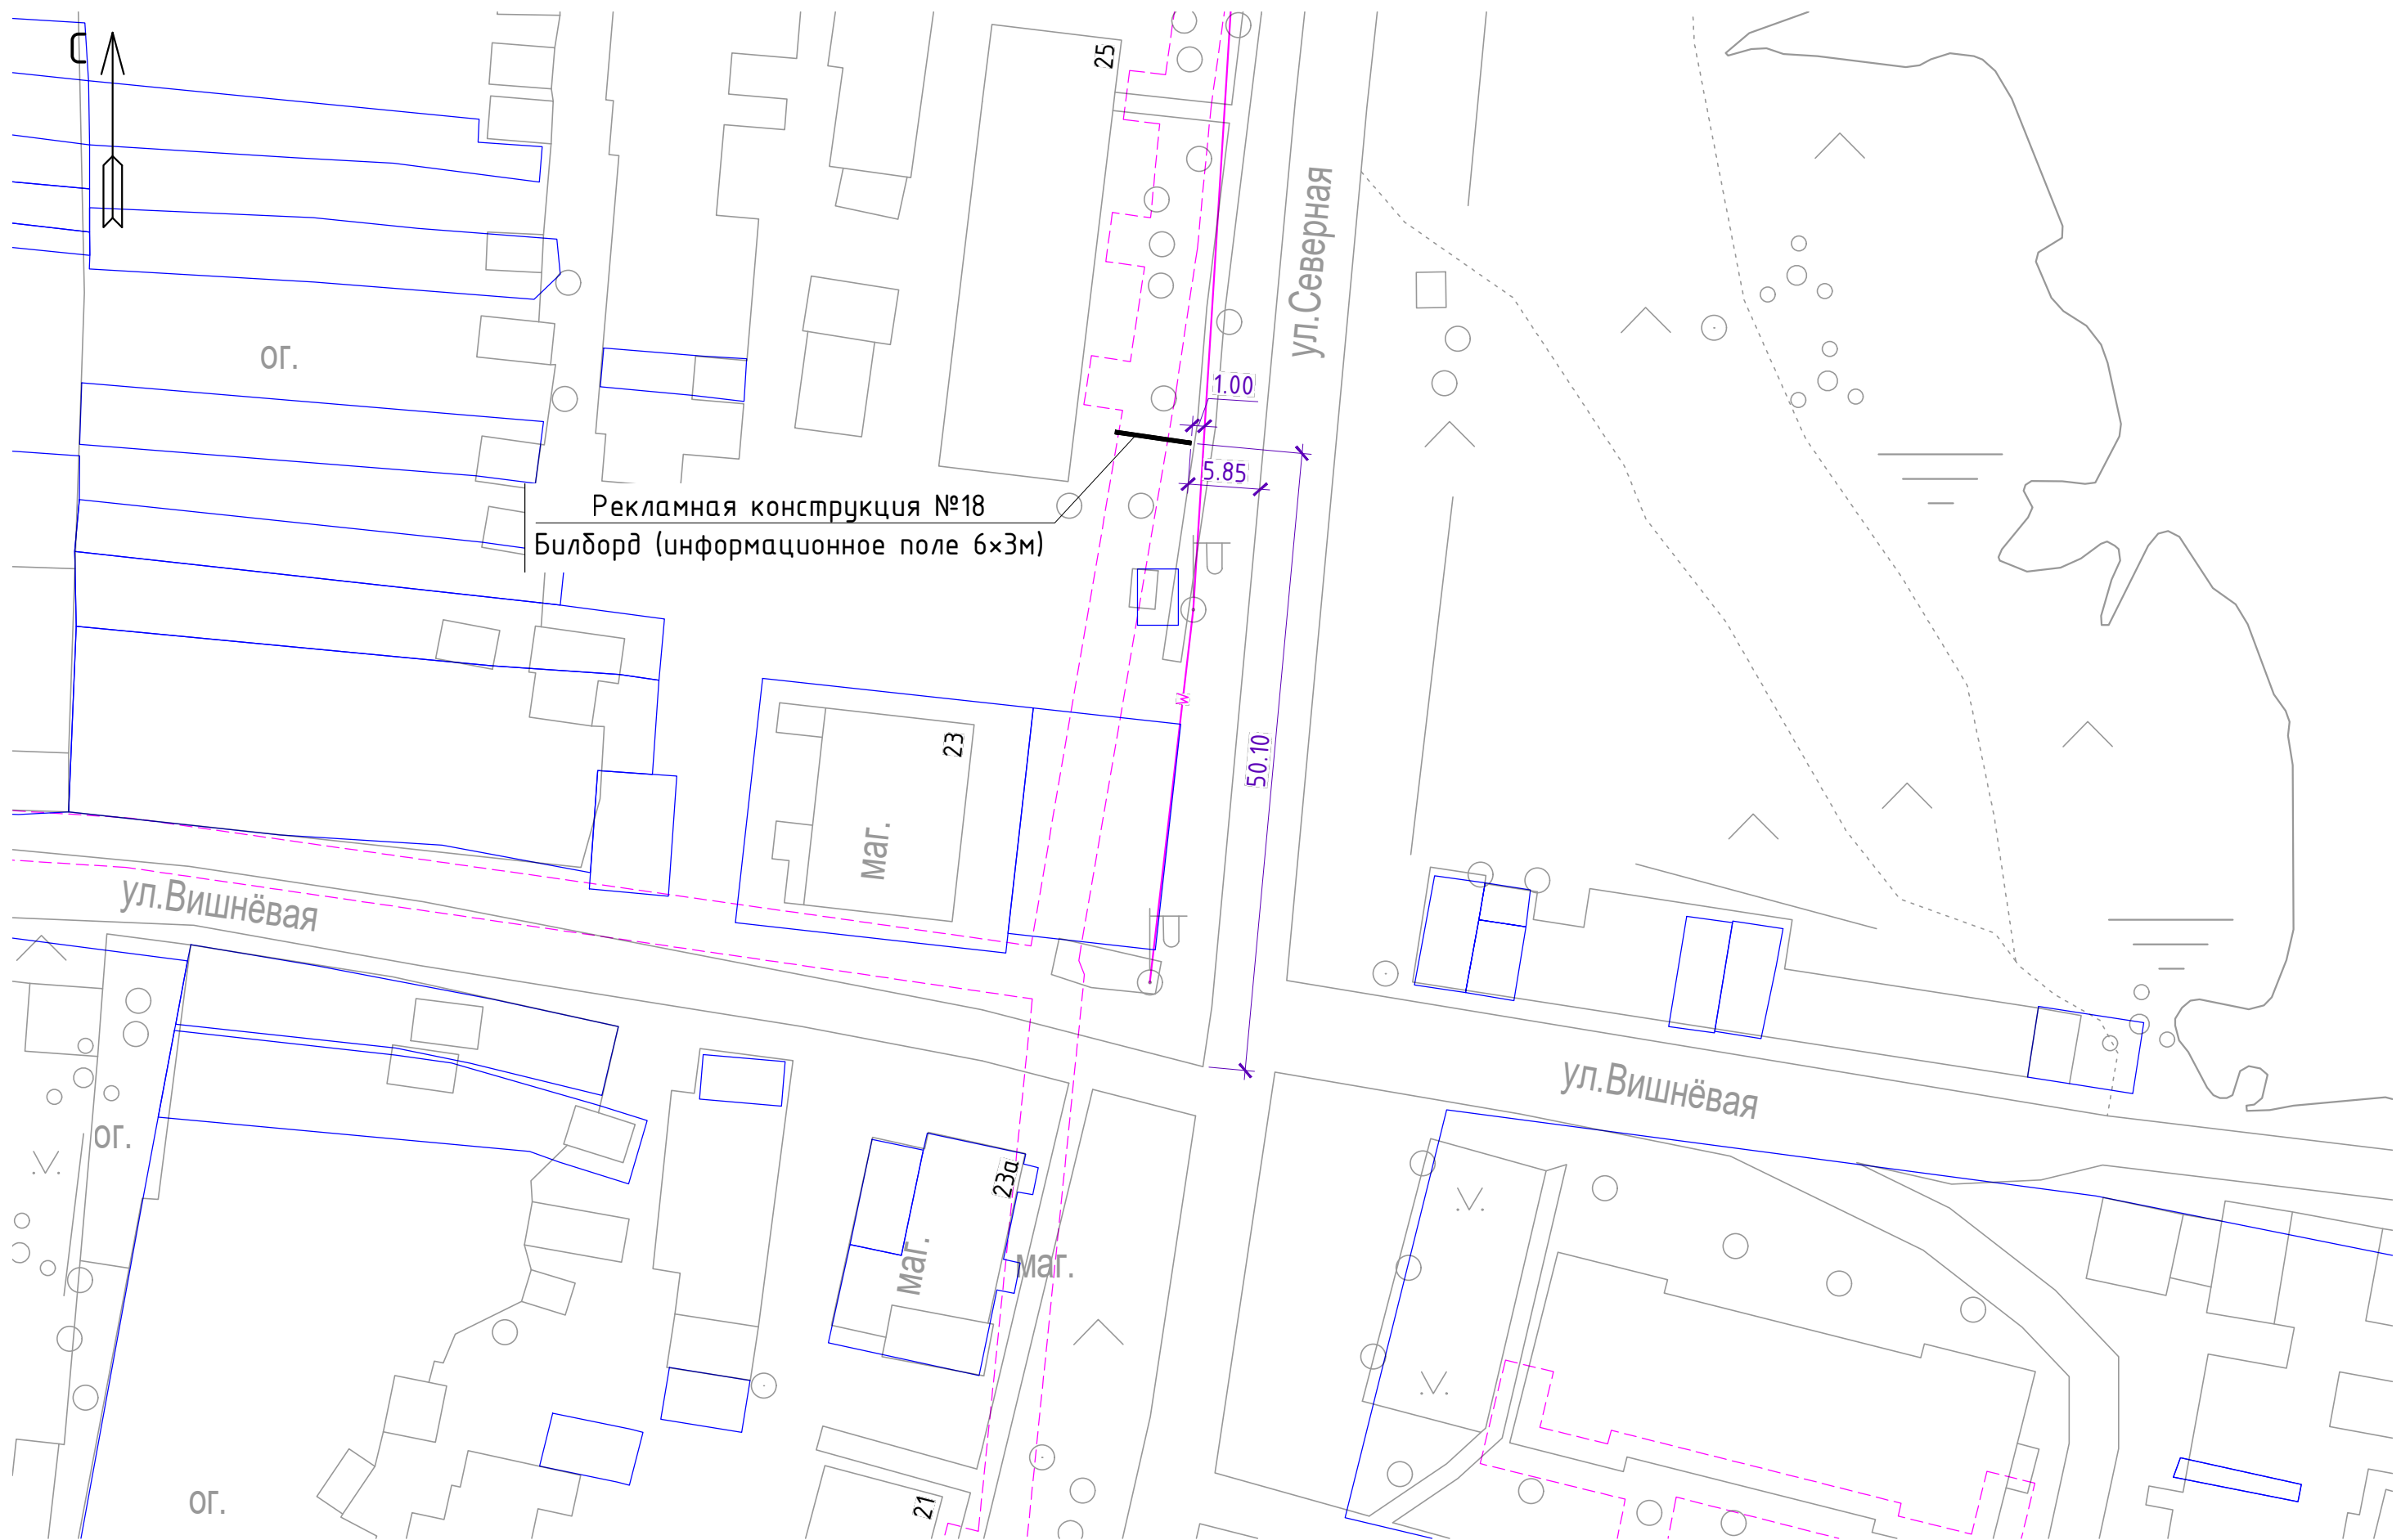 С
25
ул.Северная
ог.
1.00
5.85
Рекламная конструкция №18
Билборд (информационное поле 6×3м)
W
23
маг.
50.10
ул.Вишнёвая
ул.Вишнёвая
ог.
23а
маг.
маг.
ог.
21